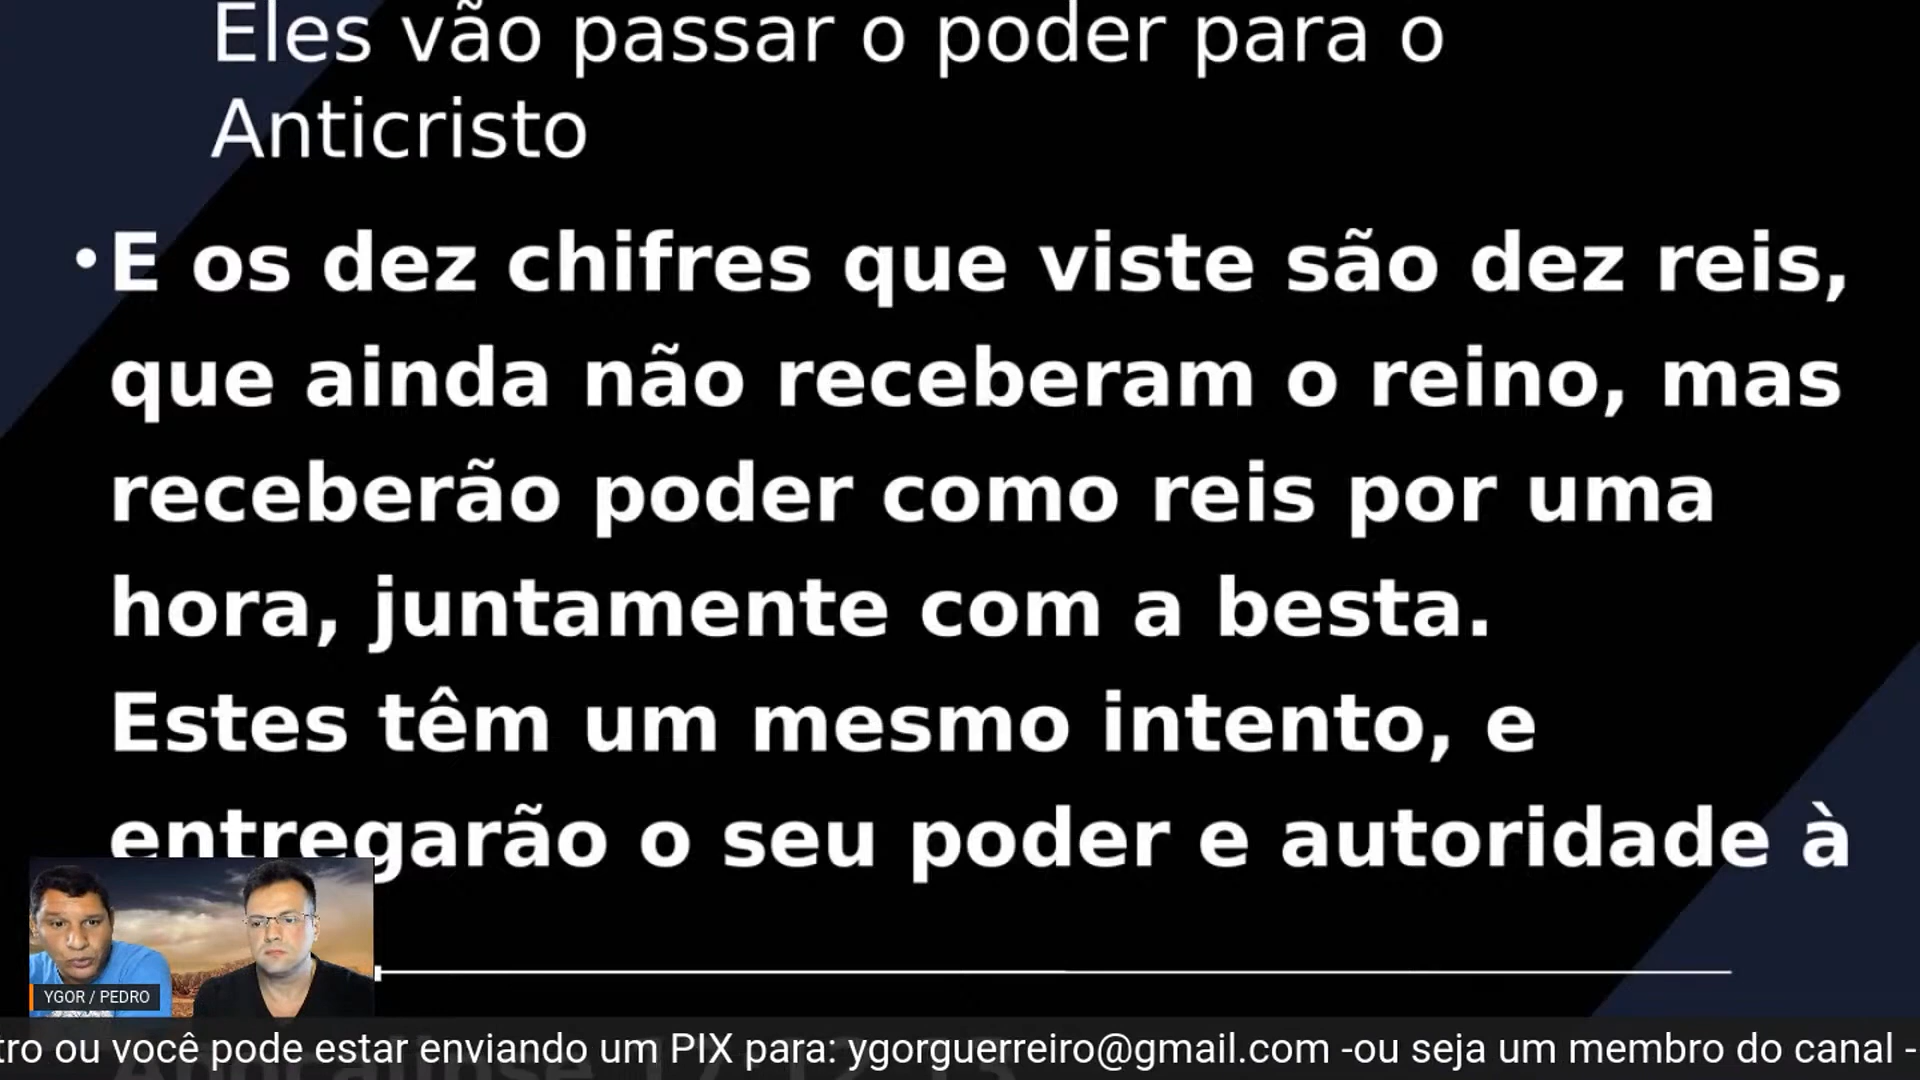 Eles vão passar o poder para o
Anticristo
•E os dez chifres que viste são dez reis,
que ainda não receberam o reino, mas
receberão poder como reis por uma
hora, juntamente com a besta.
Estes têm um mesmo intento, e
entregarão o seu poder e autoridade à
YGOR / PEDRO
tro ou você pode estar enviando um PIX para: ygorguerreiro@gmail.com -ou seja um membro do canal -